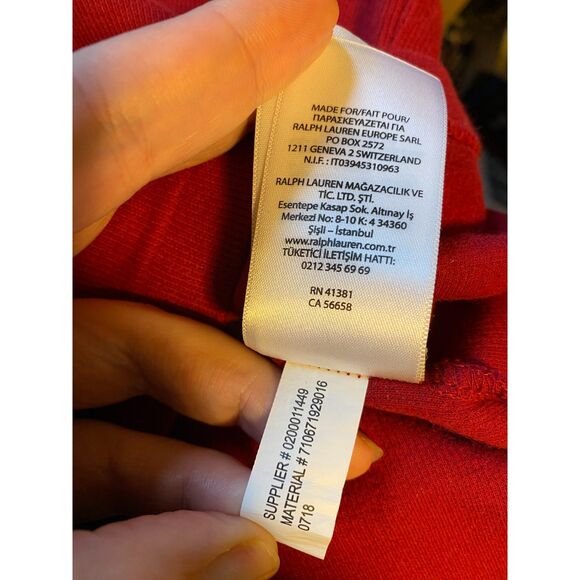 MADE FOR/FAIT POUR/
ΠΑΡΑΣΚΕΥΑΖΕΤΑΙ ΓΙΑ
RALPH LAUREN EUROPE SARL
PO BOX 2572
1211 GENEVA 2 SWITZERLAND
N.I.F. : IT03945310963
RALPH LAUREN MAĞAZACILIK VE
TİC. LTD. ŞTİ.
Esentepe Kasap Sok. Altınay İş
Merkezi No: 8-10 K: 4 34360
Şişli – İstanbul
www.ralphlauren.com.tr
TÜKETİCİ İLETİŞİM HATTI:
0212 345 69 69
RN 41381
CA 56658
SUPPLIER # 0200011449
MATERIAL # 710671929016
0718